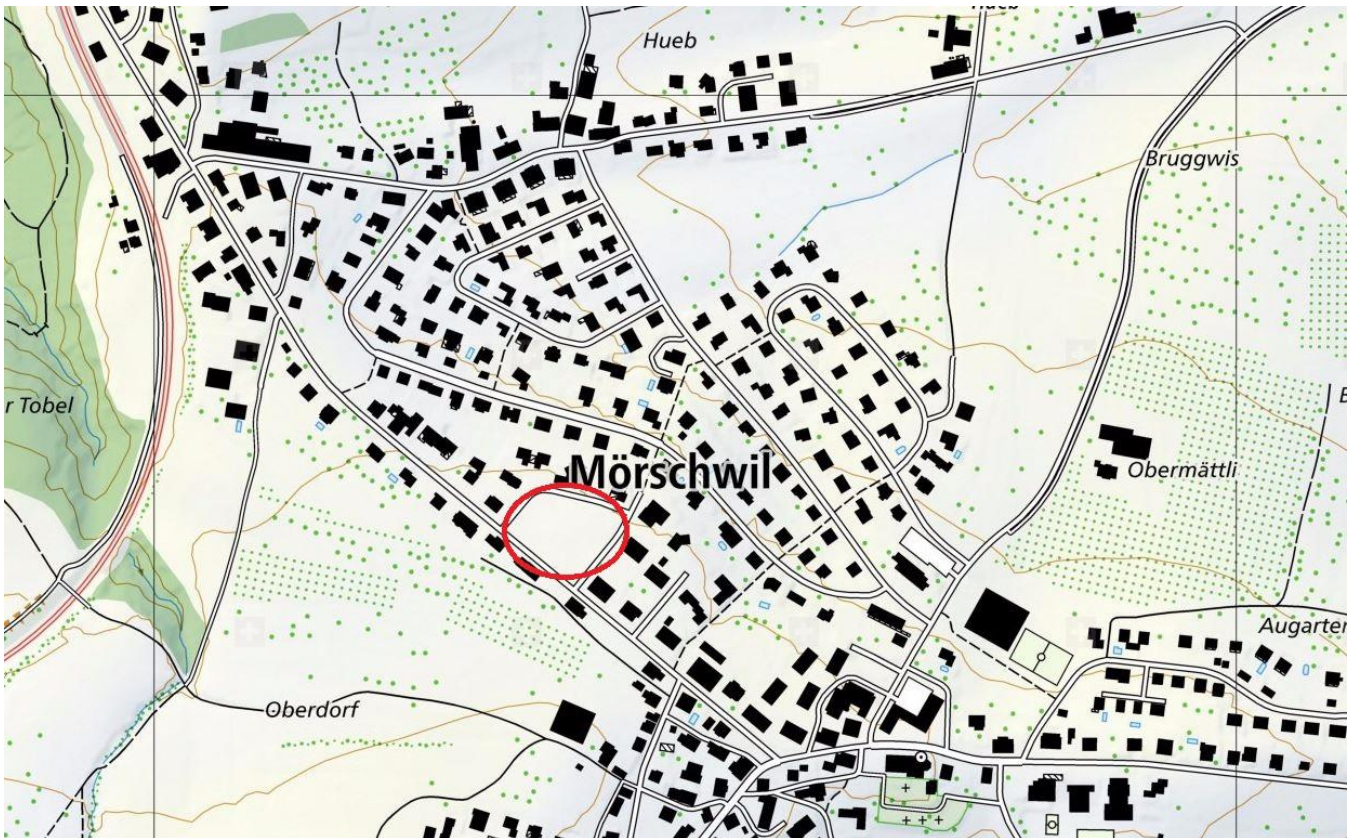 Hueb
Bruggwis
r Tobel
Mörschwil
Obermättli
Augarten
Oberdorf